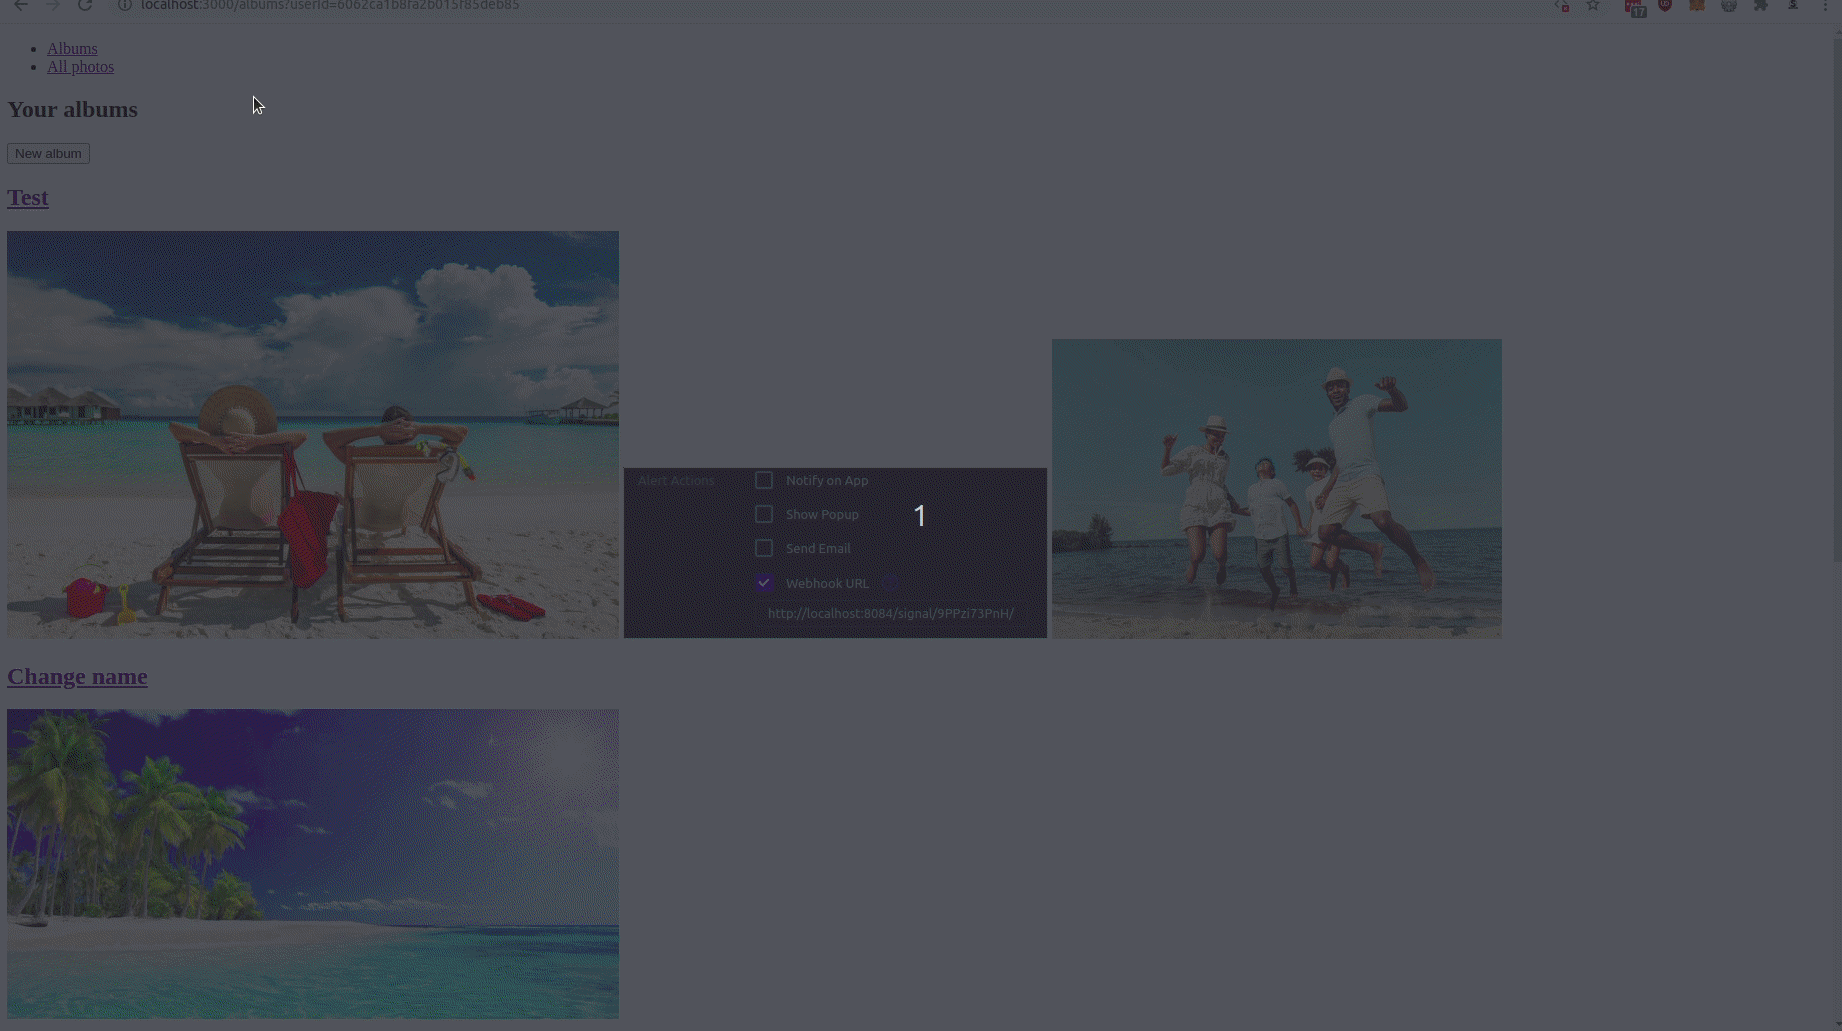 localhost:3000/albums?userId=6062ca1b8fa2b015f85deb85
17
Albums
All photos
Your albums
New album
Test
Alert Actions
Notify on App
Show Popup
1
Send Email
Webhook URL
http://localhost:8084/signal/9PPzi73PnH/
Change name